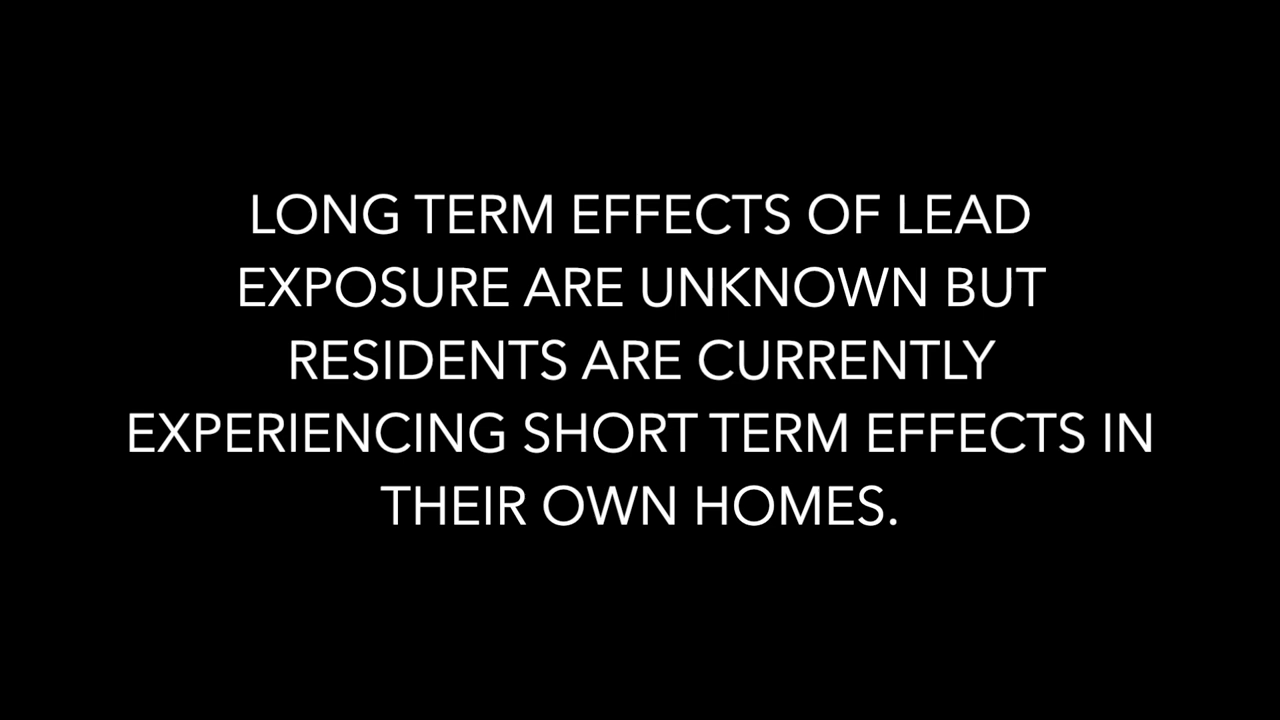 LONG TERM EFFECTS OF LEAD
EXPOSURE ARE UNKNOWN BUT
RESIDENTS ARE CURRENTLY
EXPERIENCING SHORT TERM EFFECTS IN
THEIR OWN HOMES.